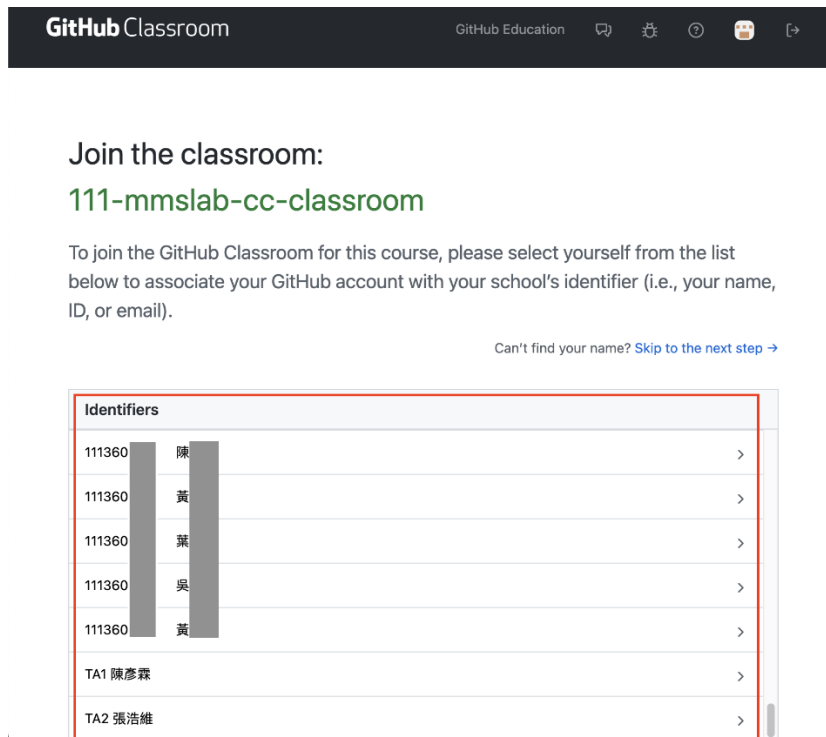 GitHub Classroom GitHub Education
Join the classroom:
111-mmslab-cc-classroom
To join the GitHub Classroom for this course, please select yourself from the list
below to associate your GitHub account with your school's identifier (i.e., your name,
ID, or email).
Can't find your name? Skip to the next step →
Identifiers
111360 陳
111360 黃
111360 葉
111360 吳
111360 黃
TA1 陳彥霖
TA2 張浩維